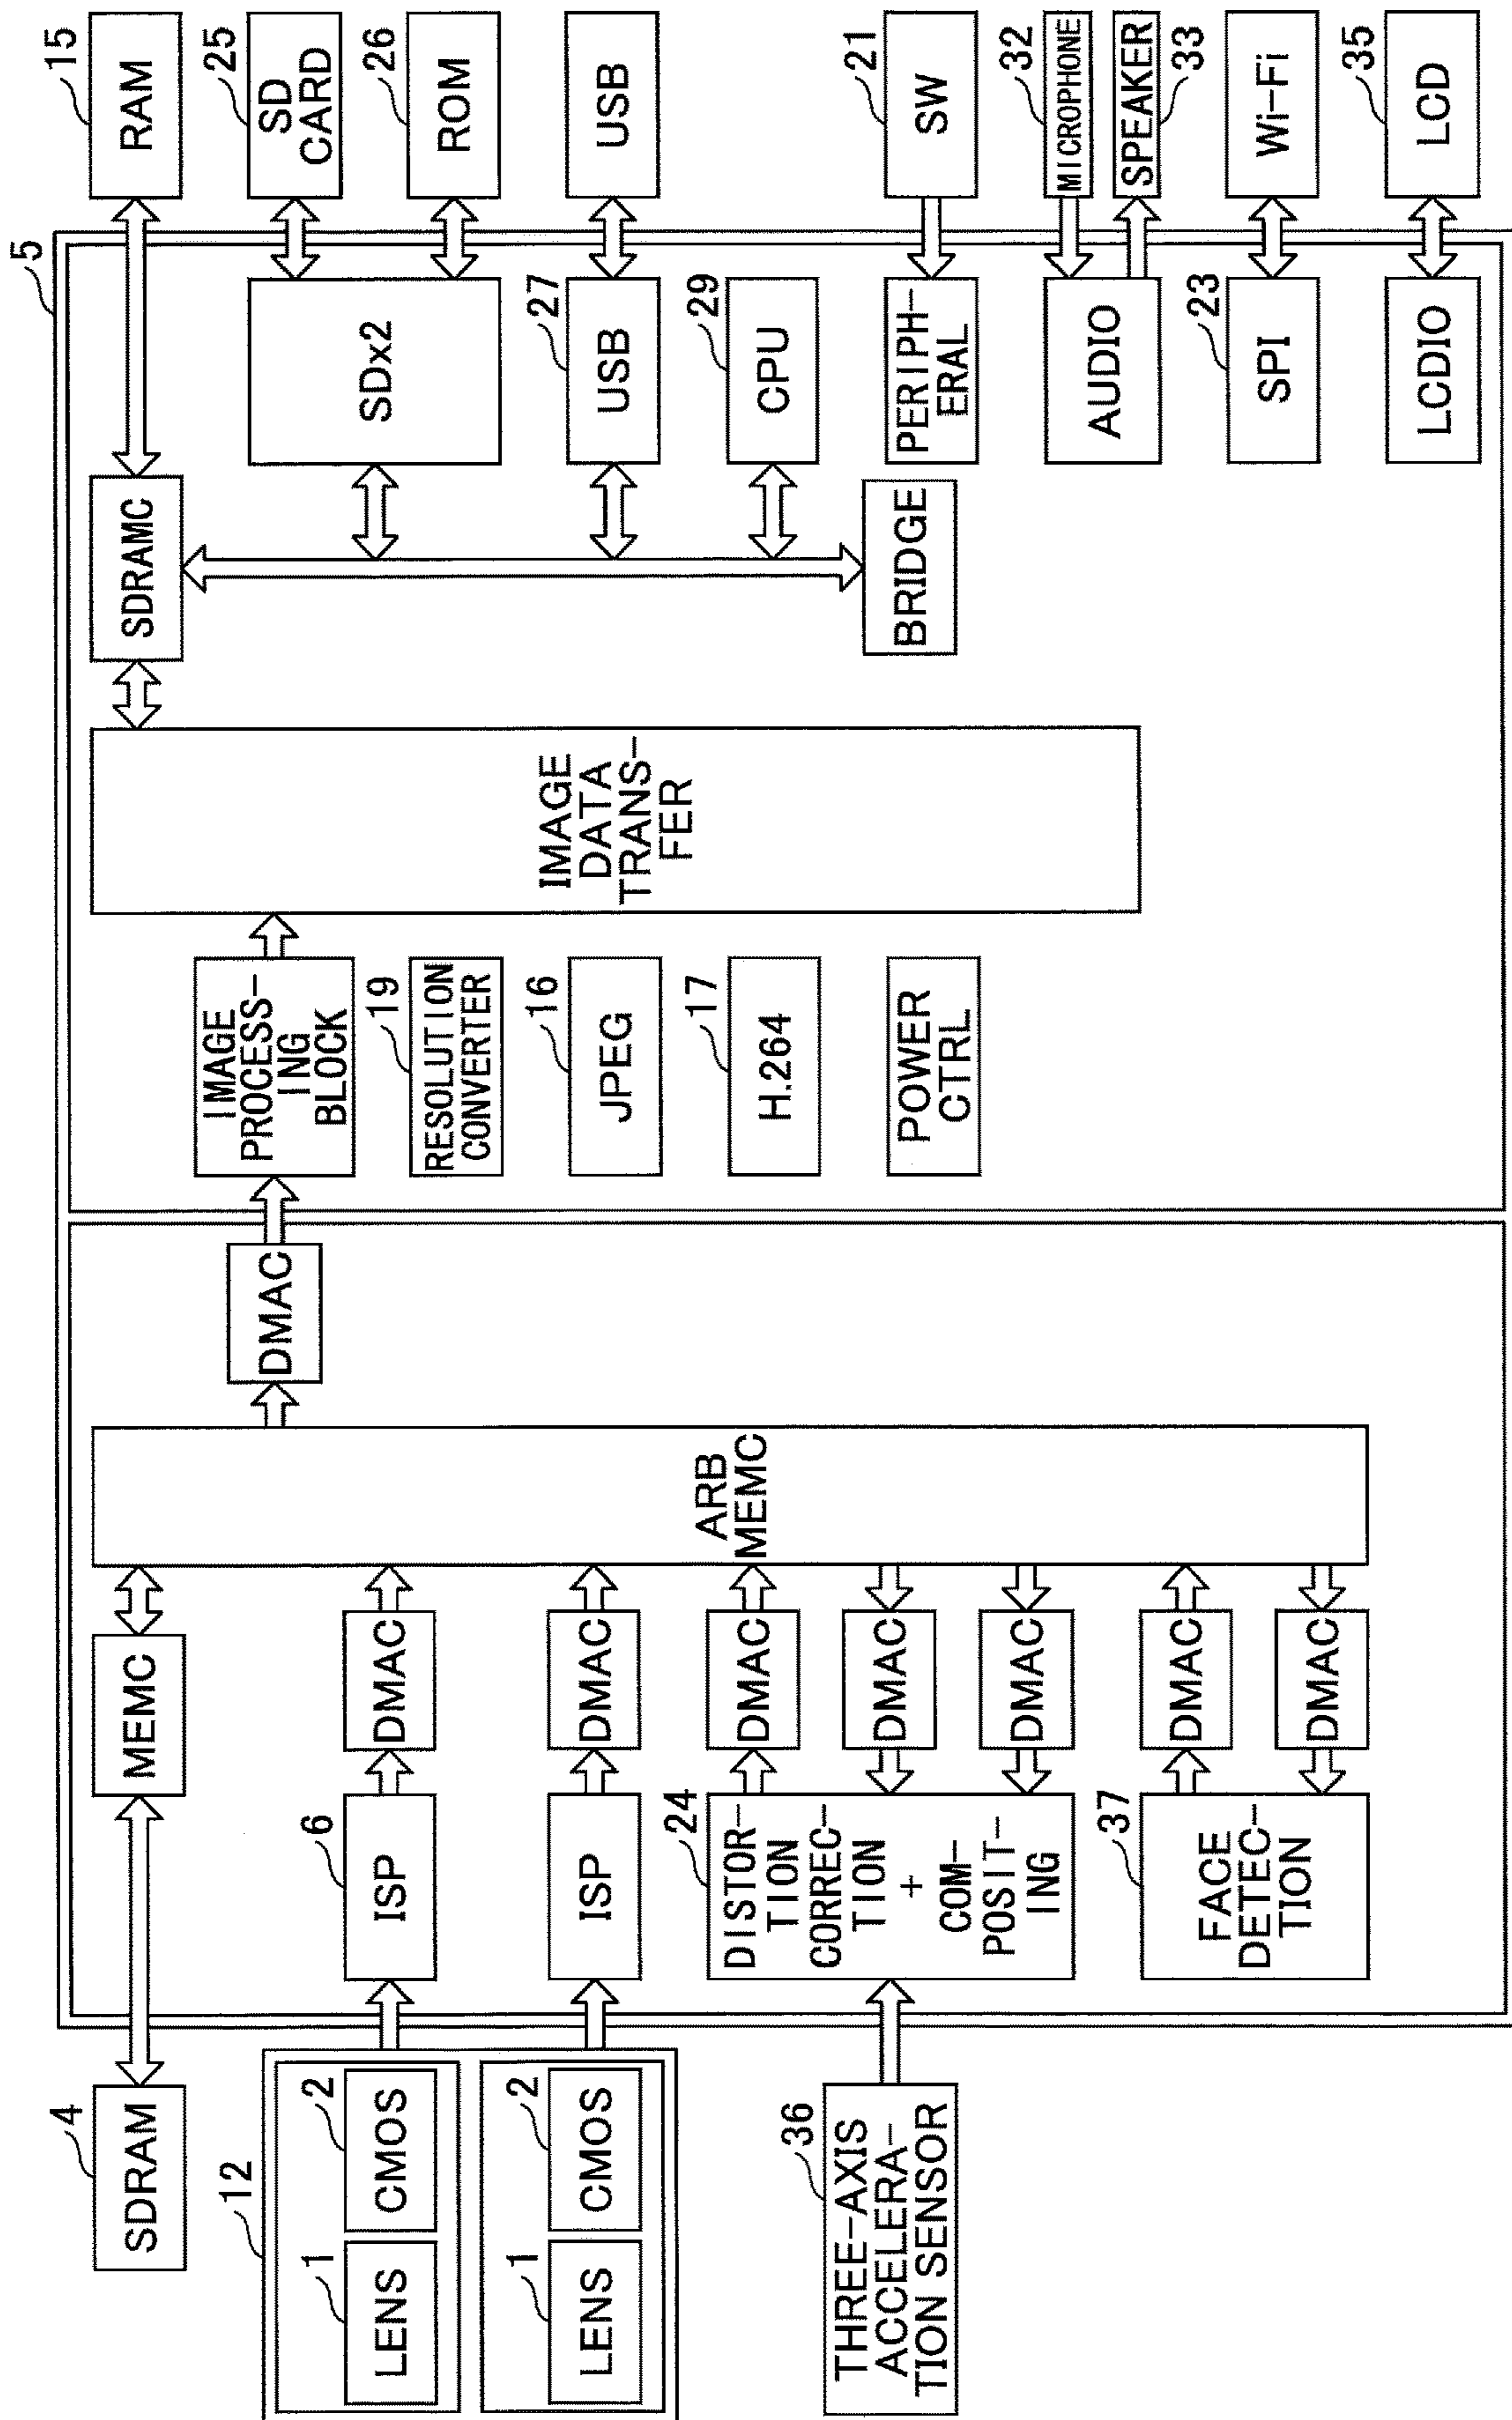 5
4
SDRAM
MEMC
SDRAMC
15
RAM
12
1
LENS
2
CMOS
6
ISP
DMAC
DMAC
IMAGE
PROCESS-
ING
BLOCK
25
SD
CARD
SDx2
26
ROM
19
RESOLUTION
CONVERTER
1
LENS
2
CMOS
ISP
DMAC
16
JPEG
27
USB
USB
ARB
MEMC
IMAGE
DATA
TRANS-
FER
17
H.264
29
CPU
36
THREE-AXIS
ACCELERA-
TION SENSOR
24
DISTOR-
TION
CORREC-
TION
+
COM-
POSIT-
ING
DMAC
DMAC
DMAC
POWER
CTRL
BRIDGE
PERIPH-
ERAL
21
SW
37
FACE
DETEC-
TION
DMAC
DMAC
AUDIO
32
MICROPHONE
SPEAKER
33
23
SPI
Wi-Fi
LCDIO
35
LCD